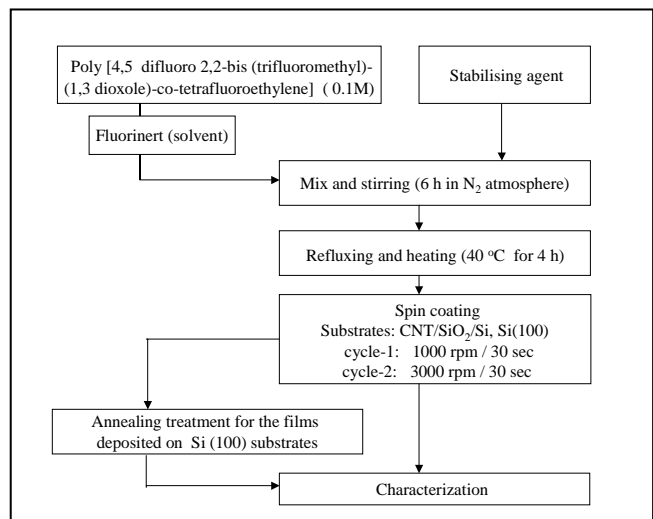 Poly [4,5 difluoro 2,2-bis (trifluoromethyl)-
(1,3 dioxole)-co-tetrafluoroethylene] ( 0.1M)
Stabilising agent
Fluorinert (solvent)
Mix and stirring (6 h in N₂ atmosphere)
Refluxing and heating (40 ºC for 4 h)
Spin coating
Substrates: CNT/SiO₂/Si, Si(100)
cycle-1: 1000 rpm / 30 sec
cycle-2: 3000 rpm / 30 sec
Annealing treatment for the films
deposited on Si (100) substrates
Characterization